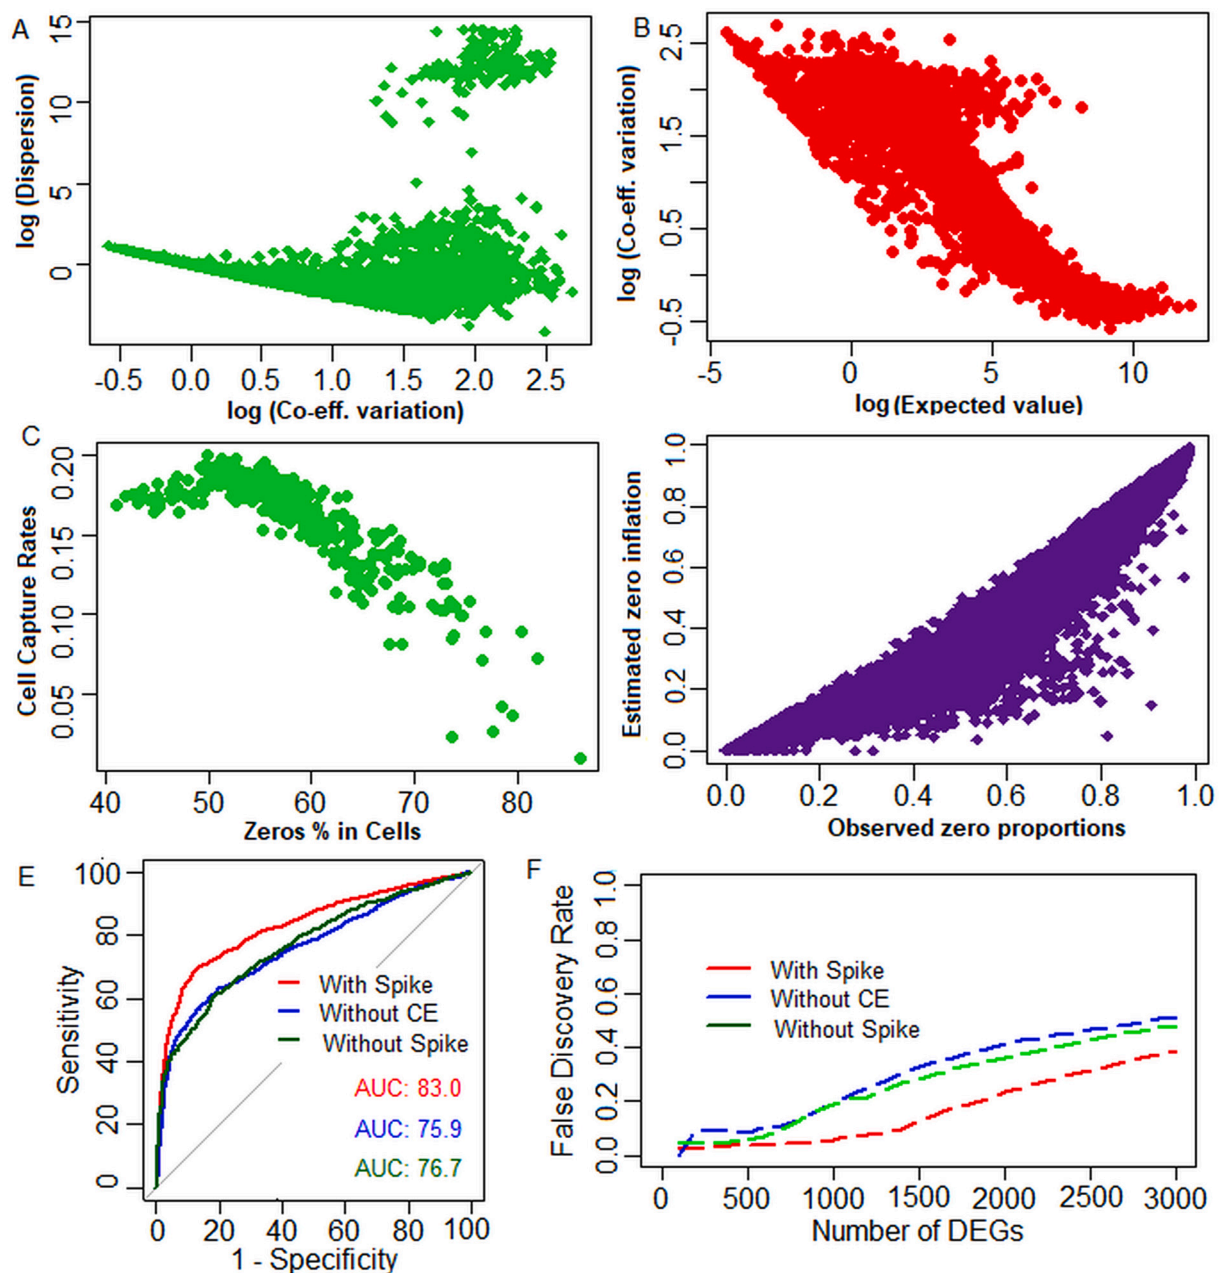 A
log (Dispersion)
15
10
5
0
-0.5 0.0 0.5 1.0 1.5 2.0 2.5
log (Co-eff. variation)
B
log (Co-eff. variation)
2.5
1.5
0.5
-0.5
-5 0 5 10
log (Expected value)
C
Cell Capture Rates
0.20
0.15
0.10
0.05
40 50 60 70 80
Zeros % in Cells
Estimated zero inflation
1.0
0.8
0.6
0.4
0.2
0.0
0.0 0.2 0.4 0.6 0.8 1.0
Observed zero proportions
E
Sensitivity
100
80
60
40
20
0
With Spike
Without CE
Without Spike
AUC: 83.0
AUC: 75.9
AUC: 76.7
0 20 40 60 80 100
1 - Specificity
F
False Discovery Rate
1.0
0.8
0.6
0.4
0.2
0.0
With Spike
Without CE
Without Spike
0 500 1000 1500 2000 2500 3000
Number of DEGs